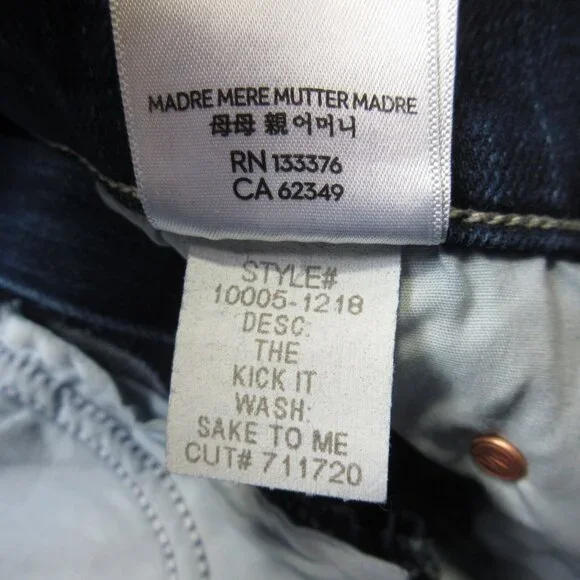 MADRE MERE MUTTER MADRE
母母 親 어머니
RN 133376
CA 62349
STYLE#
10005-1218
DESC:
THE
KICK IT
WASH:
SAKE TO ME
CUT# 711720